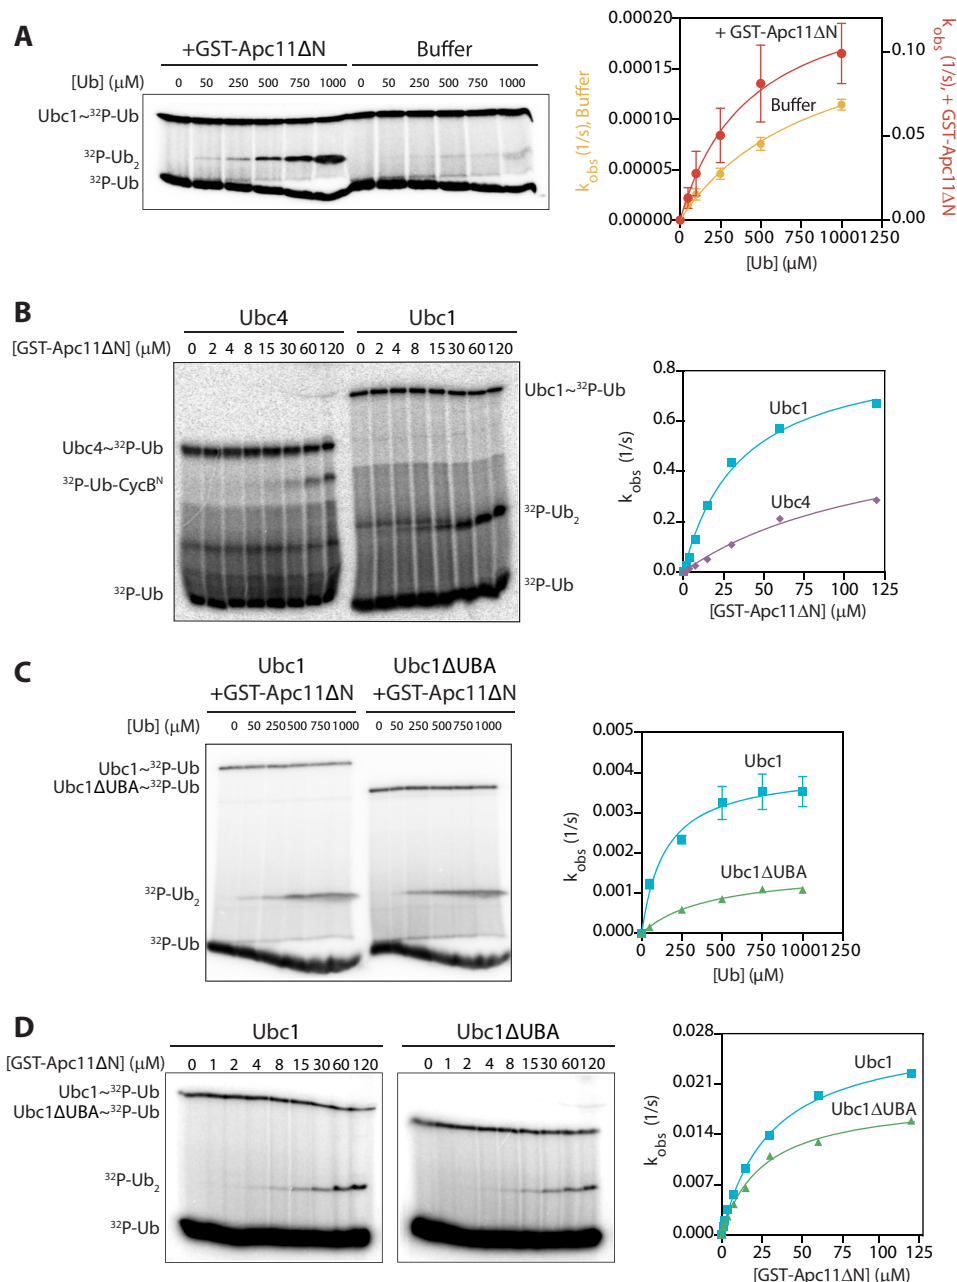 A
+GST-Apc11ΔN Buffer
[Ub] (μM) 0 50 250 500 750 1000 0 50 250 500 750 1000
Ubc1~³²P-Ub
³²P-Ub₂
³²P-Ub
k_obs (1/s), Buffer
0.00020
0.00015
0.00010
0.00005
0.00000
+ GST-Apc11ΔN
Buffer
0.10
0.05
0.00
k_obs (1/s), + GST-Apc11ΔN
0 250 500 750 1000 1250
[Ub] (μM)
B
Ubc4 Ubc1
[GST-Apc11ΔN] (μM) 0 2 4 8 15 30 60 120 0 2 4 8 15 30 60 120
Ubc4~³²P-Ub
³²P-Ub-CycBᴺ
³²P-Ub
Ubc1~³²P-Ub
³²P-Ub₂
³²P-Ub
k_obs (1/s)
0.8
0.6
0.4
0.2
0.0
Ubc1
Ubc4
0 25 50 75 100 125
[GST-Apc11ΔN] (μM)
C
Ubc1 Ubc1ΔUBA
+GST-Apc11ΔN +GST-Apc11ΔN
[Ub] (μM) 0 50 250 500 750 1000 0 50 250 500 750 1000
Ubc1~³²P-Ub
Ubc1ΔUBA~³²P-Ub
³²P-Ub₂
³²P-Ub
k_obs (1/s)
0.005
0.004
0.003
0.002
0.001
0.000
Ubc1
Ubc1ΔUBA
0 250 500 750 1000 1250
[Ub] (μM)
D
Ubc1 Ubc1ΔUBA
[GST-Apc11ΔN] (μM) 0 1 2 4 8 15 30 60 120 0 1 2 4 8 15 30 60 120
Ubc1~³²P-Ub
Ubc1ΔUBA~³²P-Ub
³²P-Ub₂
³²P-Ub
k_obs (1/s)
0.028
0.021
0.014
0.007
0.000
Ubc1
Ubc1ΔUBA
0 25 50 75 100 125
[GST-Apc11ΔN] (μM)